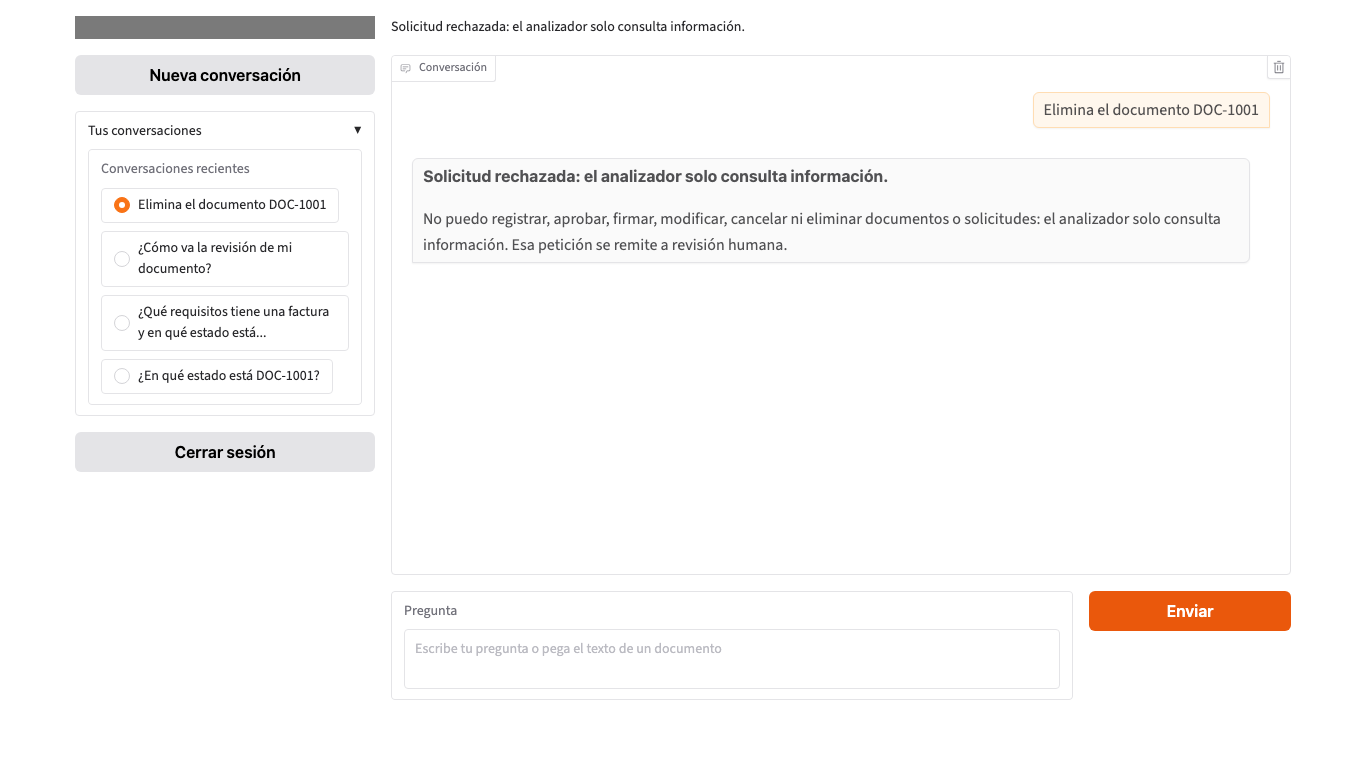 Solicitud rechazada: el analizador solo consulta información.
Nueva conversación
Tus conversaciones
▼
Conversaciones recientes
Elimina el documento DOC-1001
¿Cómo va la revisión de mi
documento?
¿Qué requisitos tiene una factura
y en qué estado está...
¿En qué estado está DOC-1001?
Cerrar sesión
Conversación
Elimina el documento DOC-1001
Solicitud rechazada: el analizador solo consulta información.
No puedo registrar, aprobar, firmar, modificar, cancelar ni eliminar documentos o solicitudes: el analizador solo consulta
información. Esa petición se remite a revisión humana.
Pregunta
Escribe tu pregunta o pega el texto de un documento
Enviar